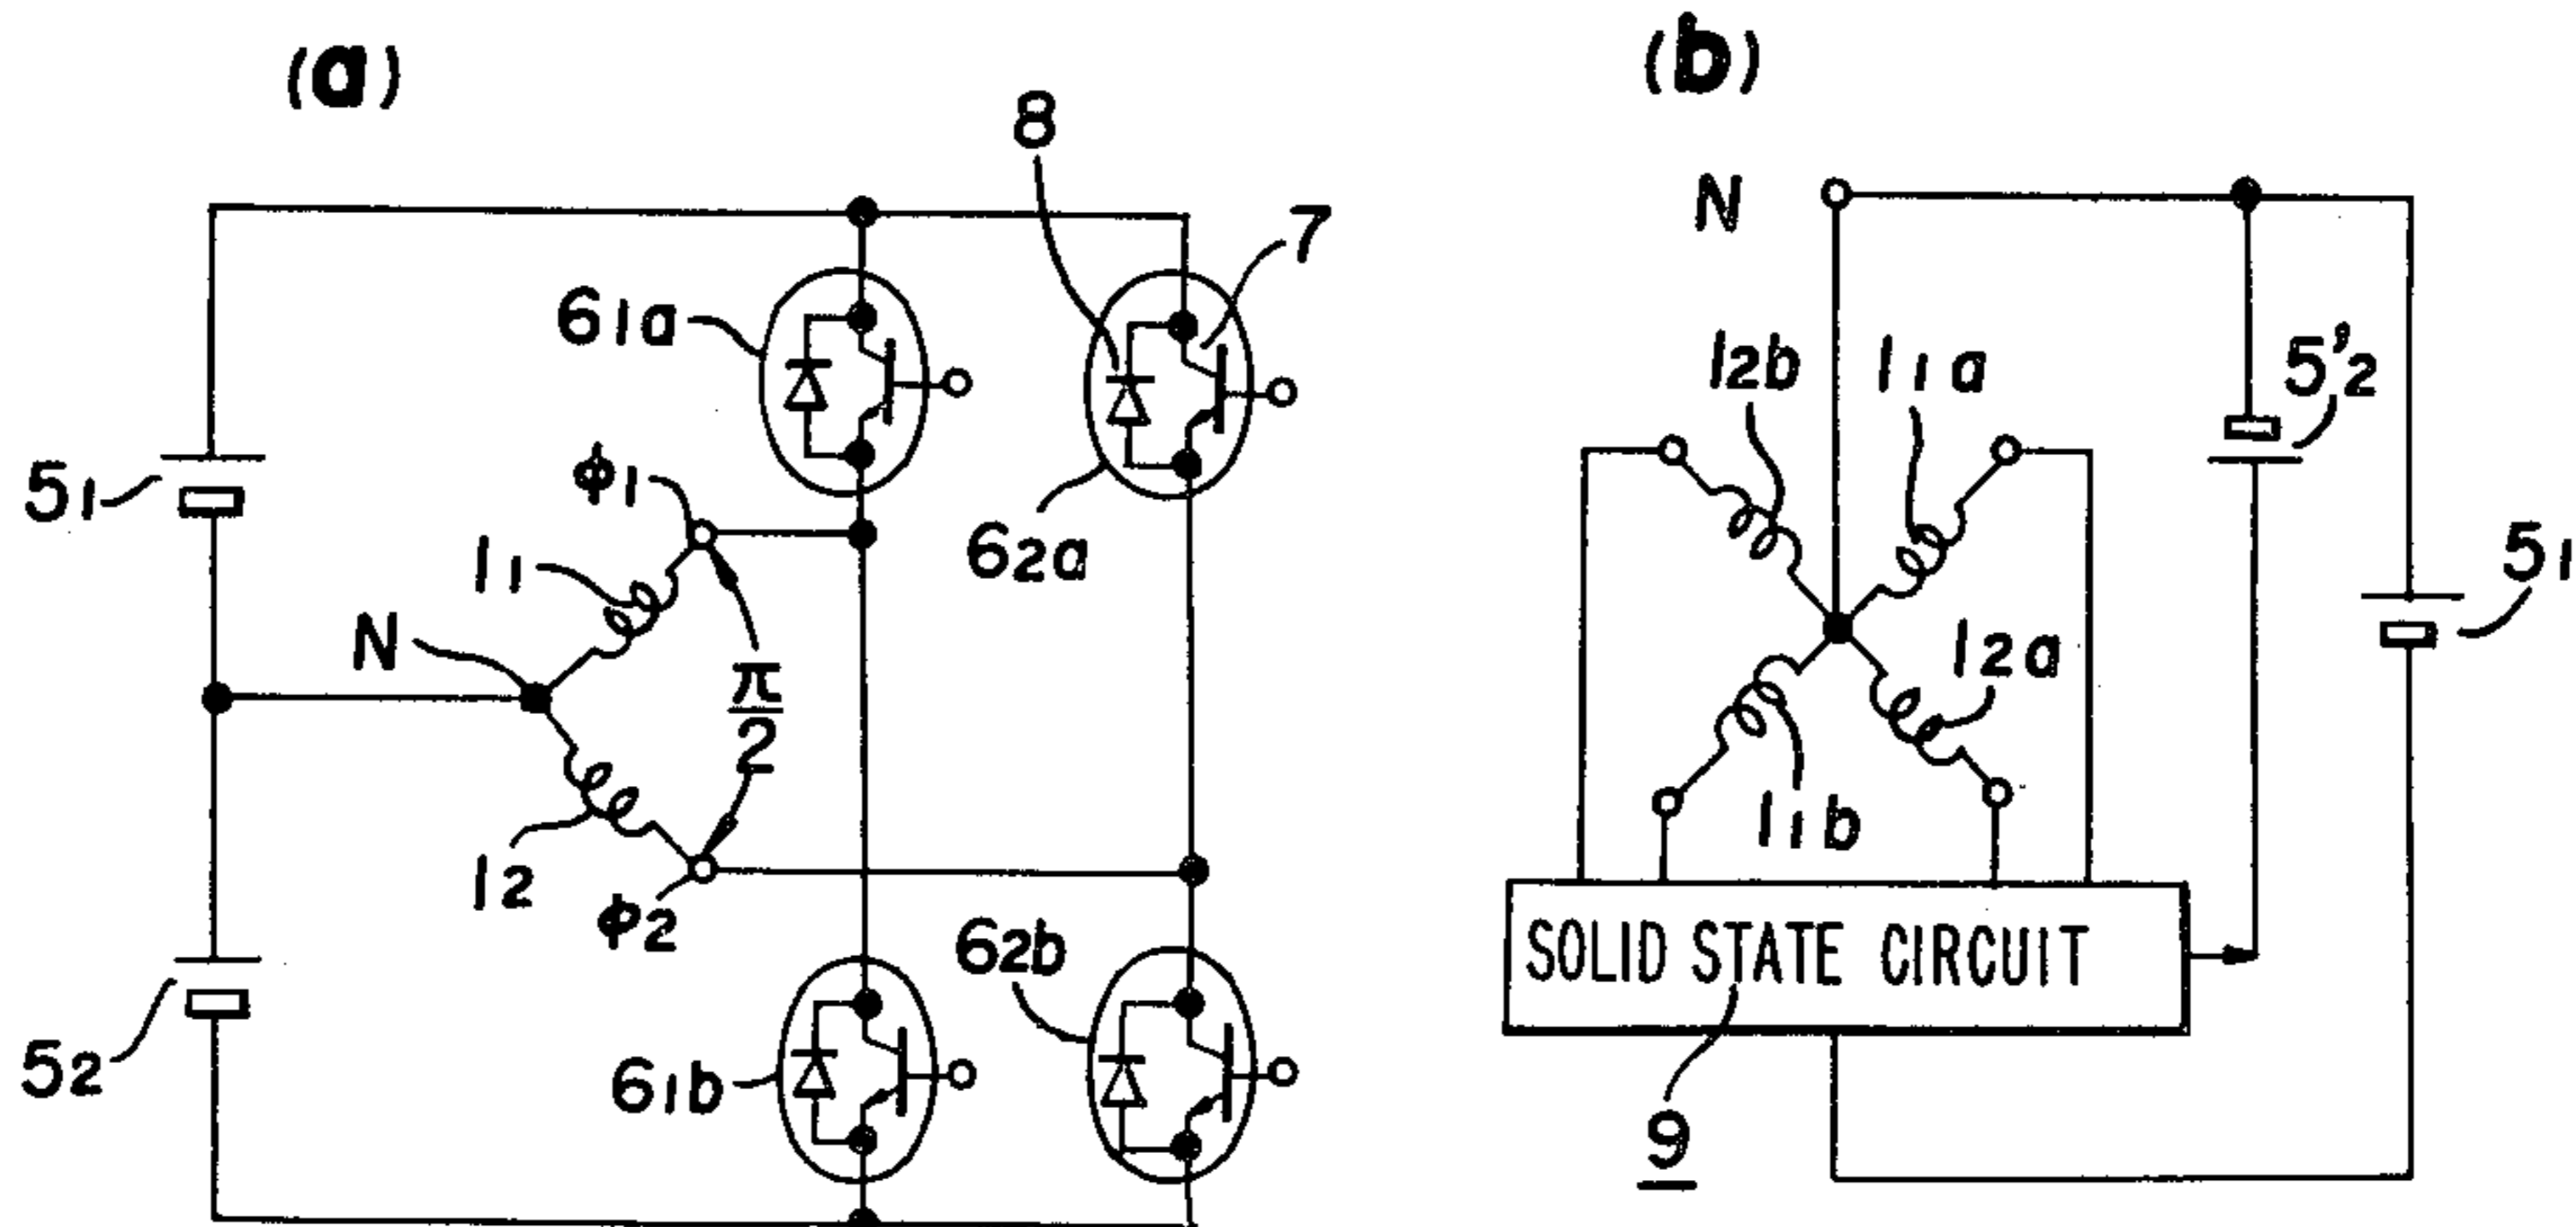 (a)
(b)
8
7
N
61a
62a
51
ϕ1
11
N
π
2
12
ϕ2
52
61b
62b
12b
11a
5'2
51
12a
11b
SOLID STATE CIRCUIT
9